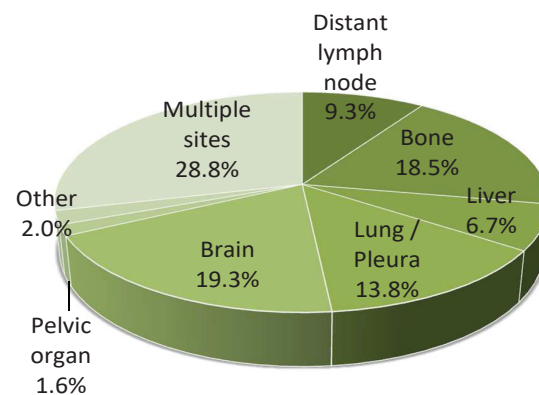 Distant
lymph
node
9.3%
Bone
18.5%
Liver
6.7%
Lung /
Pleura
13.8%
Brain
19.3%
Pelvic
organ
1.6%
Other
2.0%
Multiple
sites
28.8%